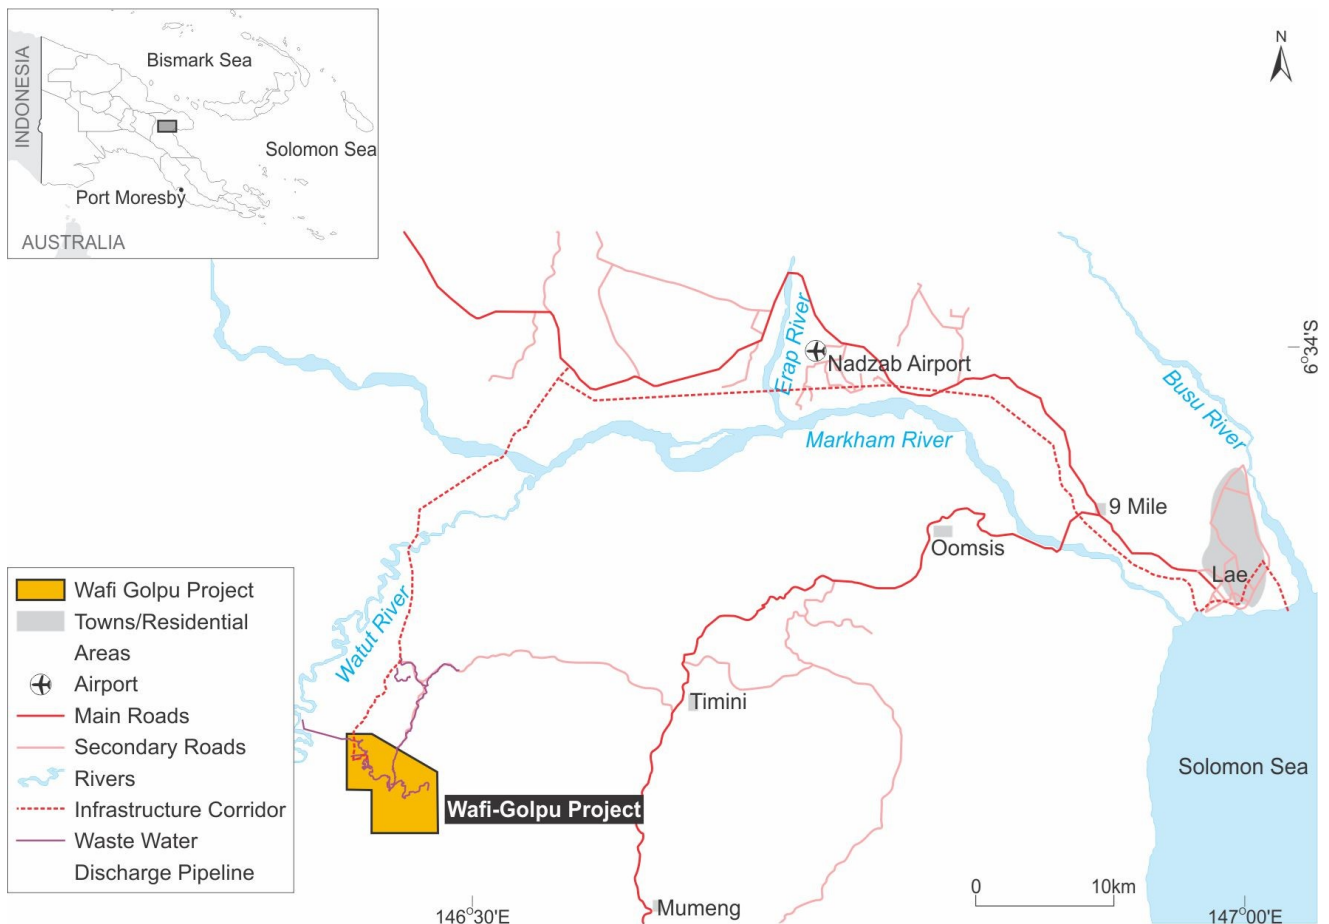 INDONESIA
Bismark Sea
Solomon Sea
Port Moresby
AUSTRALIA
N
6°34'S
Erap River
Nadzab Airport
Busu River
Markham River
9 Mile
Oomsis
Lae
Watut River
Timini
Solomon Sea
Wafi-Golpu Project
Mumeng
Wafi Golpu Project
Towns/Residential
Areas
Airport
Main Roads
Secondary Roads
Rivers
Infrastructure Corridor
Waste Water
Discharge Pipeline
0 10km
146°30'E
147°00'E